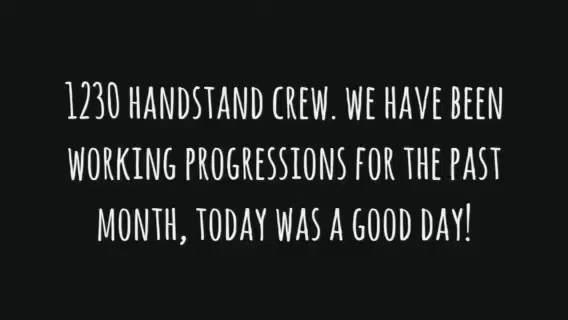 1230 HANDSTAND CREW. WE HAVE BEEN
WORKING PROGRESSIONS FOR THE PAST
MONTH, TODAY WAS A GOOD DAY!